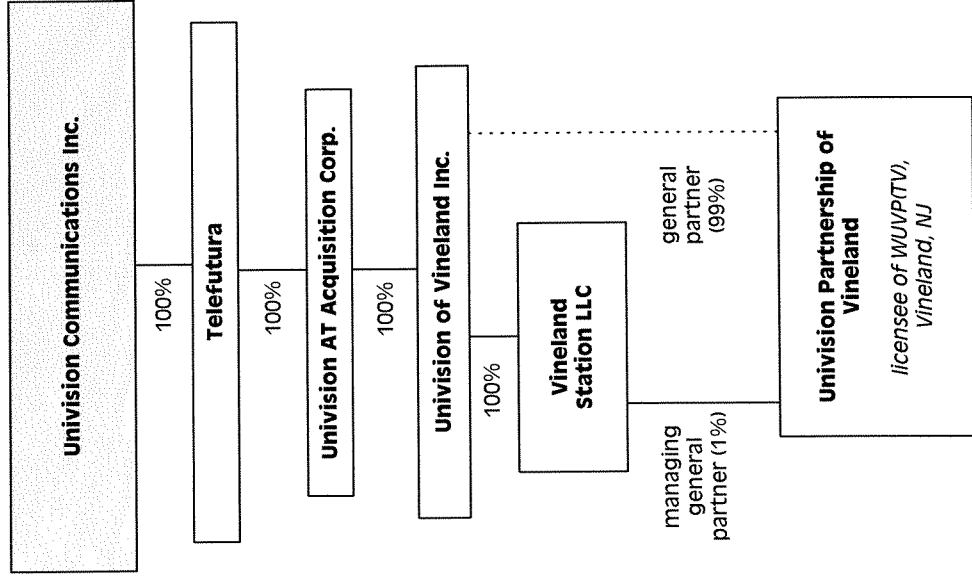 Univision Communications Inc.
100%
Telefutura
100%
Univision AT Acquisition Corp.
100%
Univision of Vineland Inc.
100%
Vineland
station LLC
managing
general
partner (1%)
general
partner
(99%)
Univision Partnership of
Vineland
licensee of WUVP(TV),
Vineland, NJ